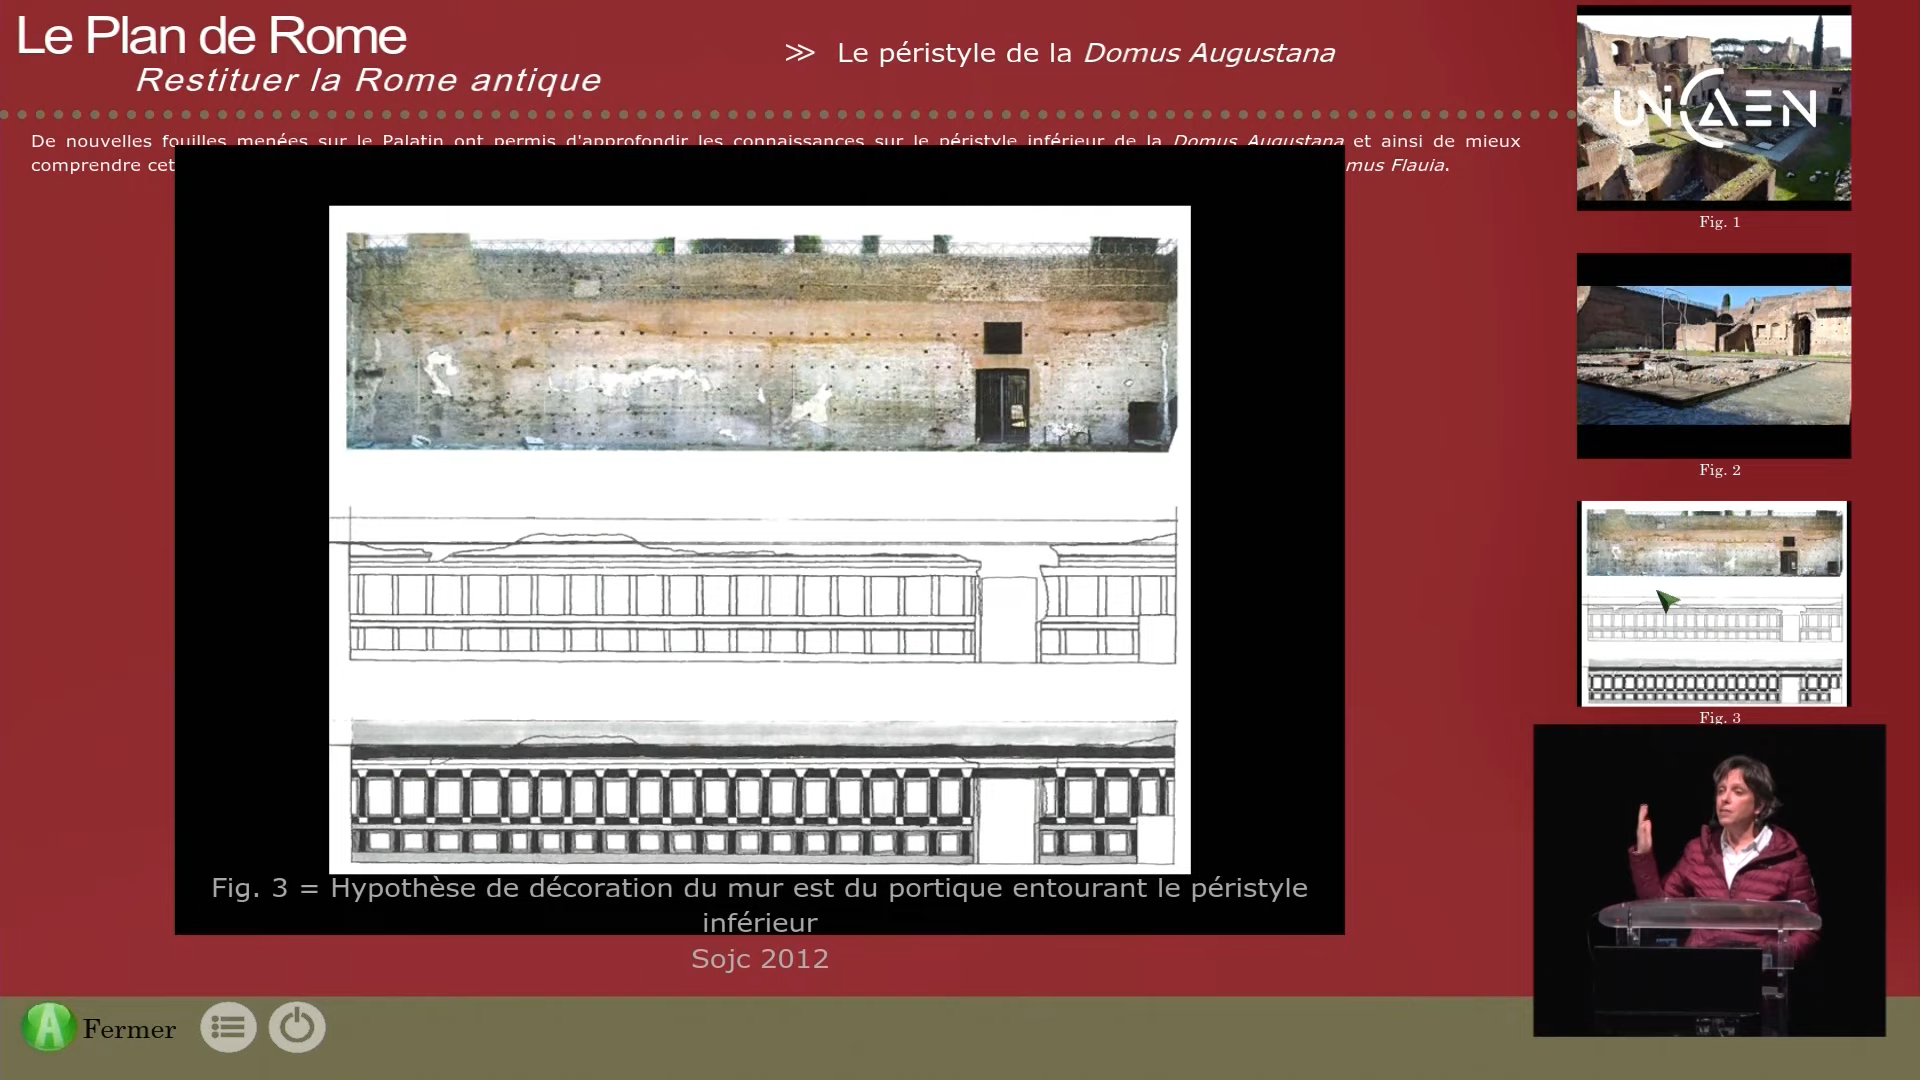 Le Plan de Rome
Restituer la Rome antique
≫ Le péristyle de la Domus Augustana
De nouvelles fouilles menées sur le Palatin ont permis d'approfondir les connaissances sur le péristyle inférieur de la Domus Augustana et ainsi de mieux
comprendre cet
mus Flauia.
UNICAEN
Fig. 1
Fig. 2
Fig. 3
Fig. 3 = Hypothèse de décoration du mur est du portique entourant le péristyle
inférieur
Sojc 2012
A Fermer